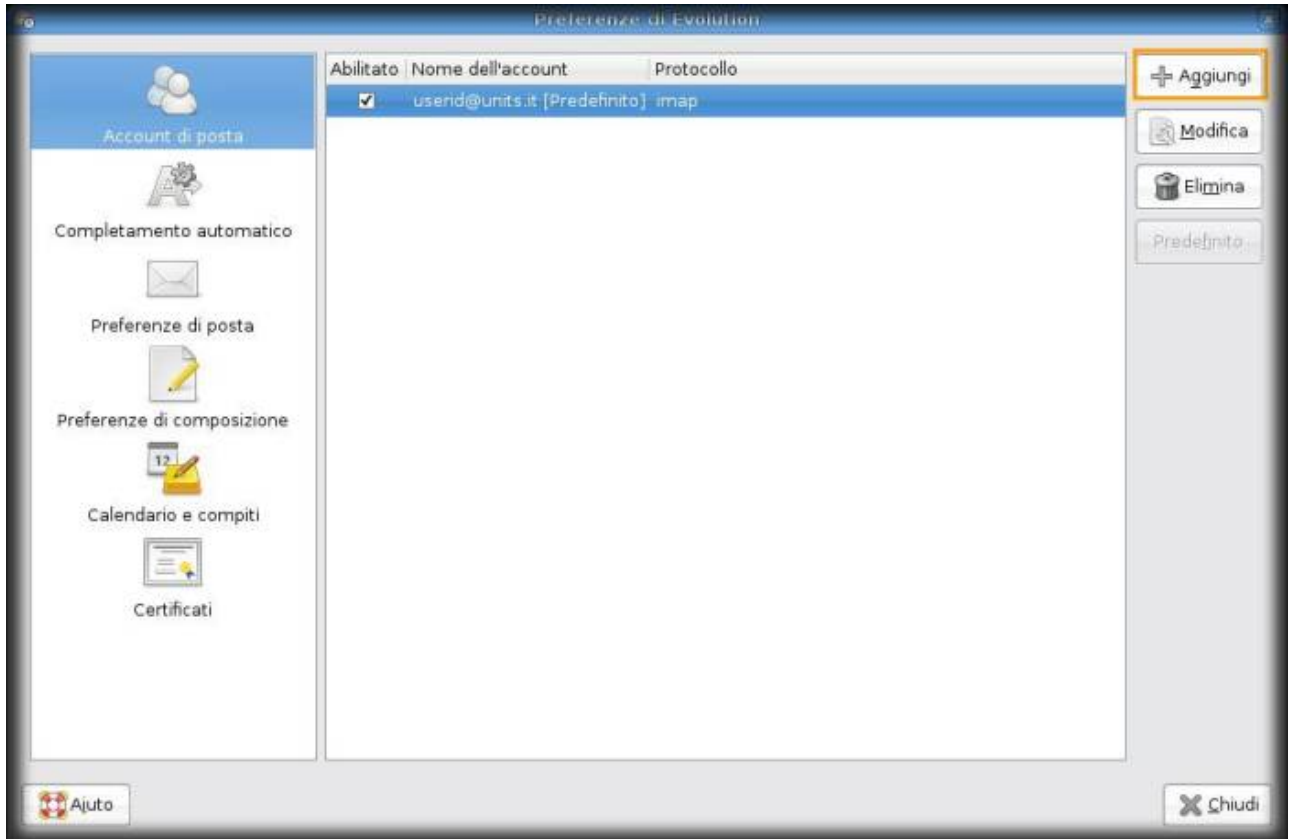 Preferenze di Evolution
Abilitato Nome dell'account Protocollo
userid@units.it [Predefinito] imap
Account di posta
Completamento automatico
Preferenze di posta
Preferenze di composizione
12
Calendario e compiti
Certificati
Aggiungi
Modifica
Elimina
Predefinito
Aiuto
Chiudi